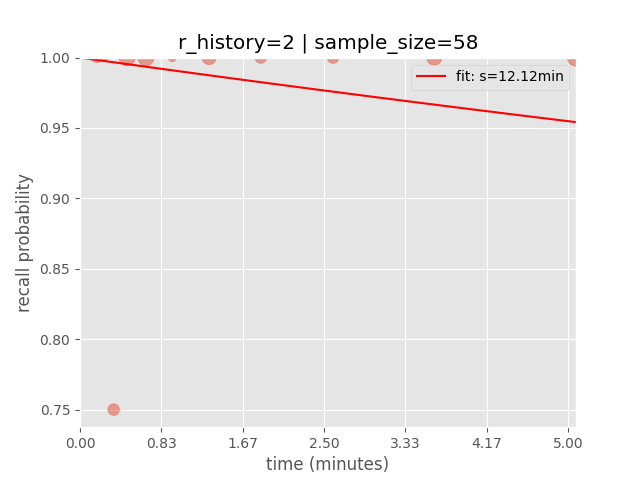 r_history=2 | sample_size=58
fit: s=12.12min
1.00
0.95
0.90
0.85
0.80
0.75
recall probability
0.00 0.83 1.67 2.50 3.33 4.17 5.00
time (minutes)